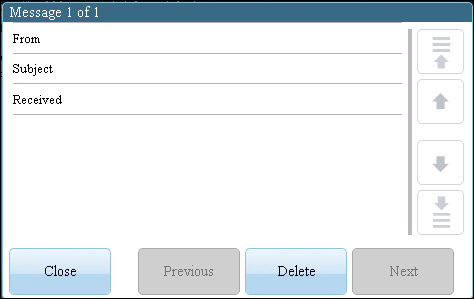 Message 1 of 1
From
Subject
Received
Close
Previous
Delete
Next